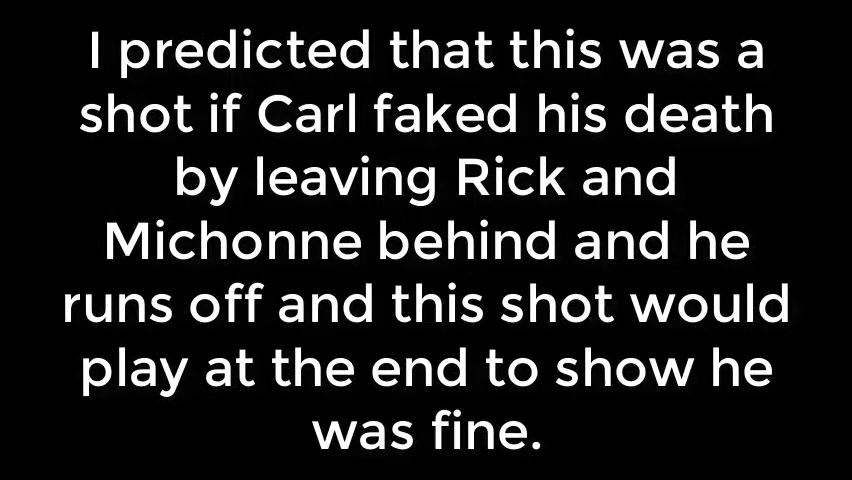 I predicted that this was a
shot if Carl faked his death
by leaving Rick and
Michonne behind and he
runs off and this shot would
play at the end to show he
was fine.